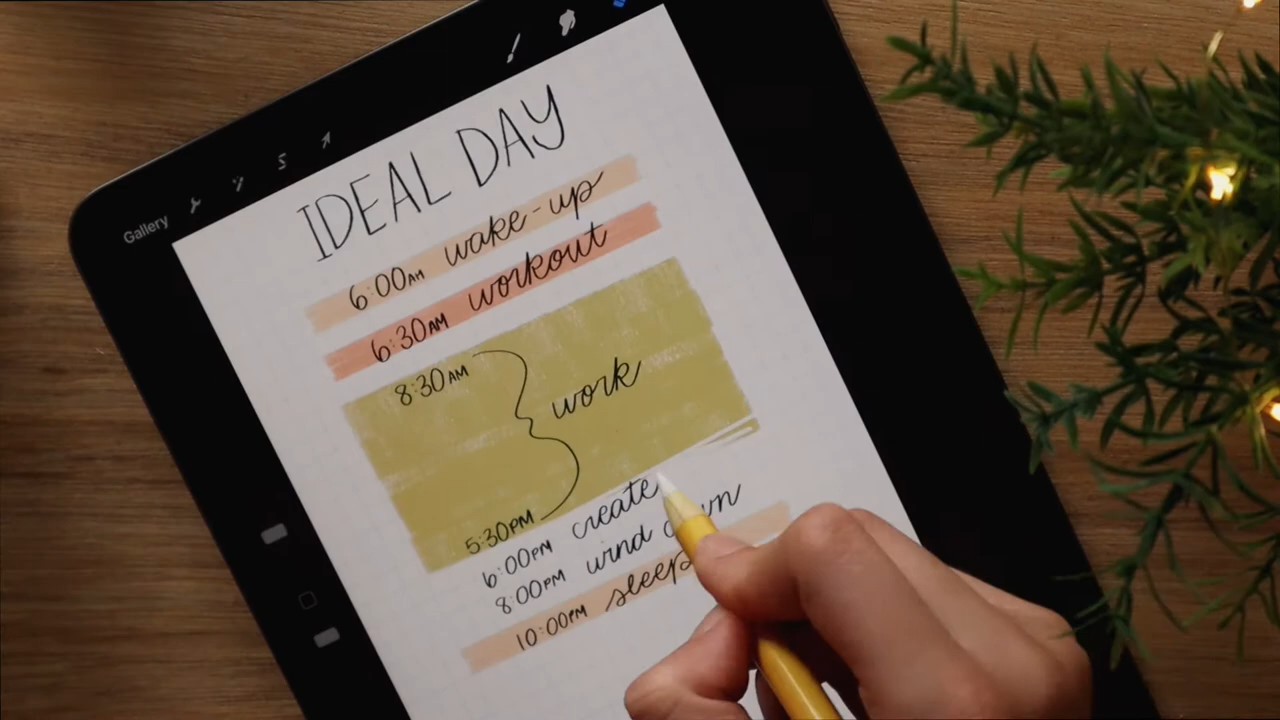 Gallery
IDEAL DAY
6:00AM wake-up
6:30AM workout
8:30AM
work
5:30PM
6:00PM create
8:00PM wind down
10:00PM sleep